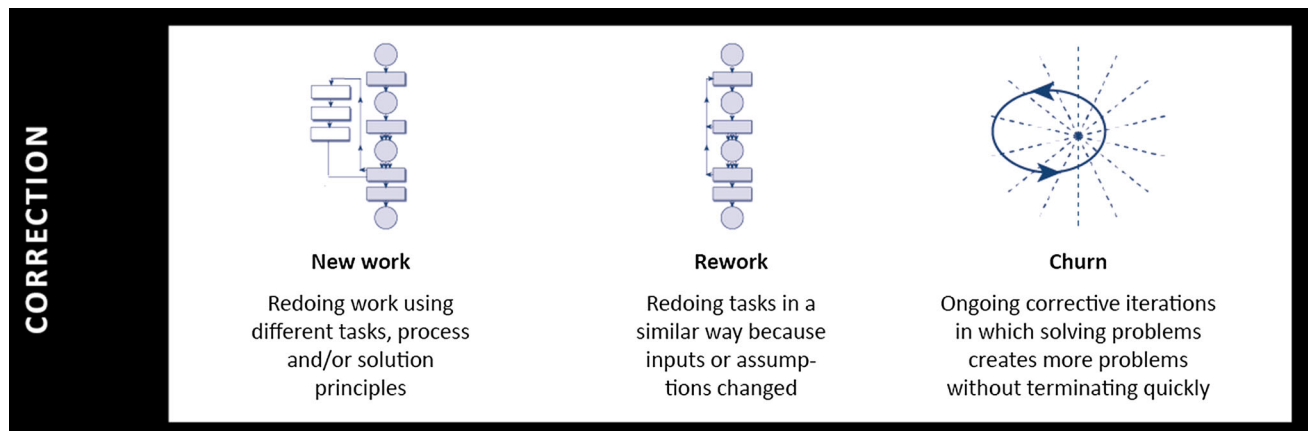 CORRECTION
New work
Redoing work using
different tasks, process
and/or solution
principles
Rework
Redoing tasks in a
similar way because
inputs or assump-
tions changed
Churn
Ongoing corrective iterations
in which solving problems
creates more problems
without terminating quickly